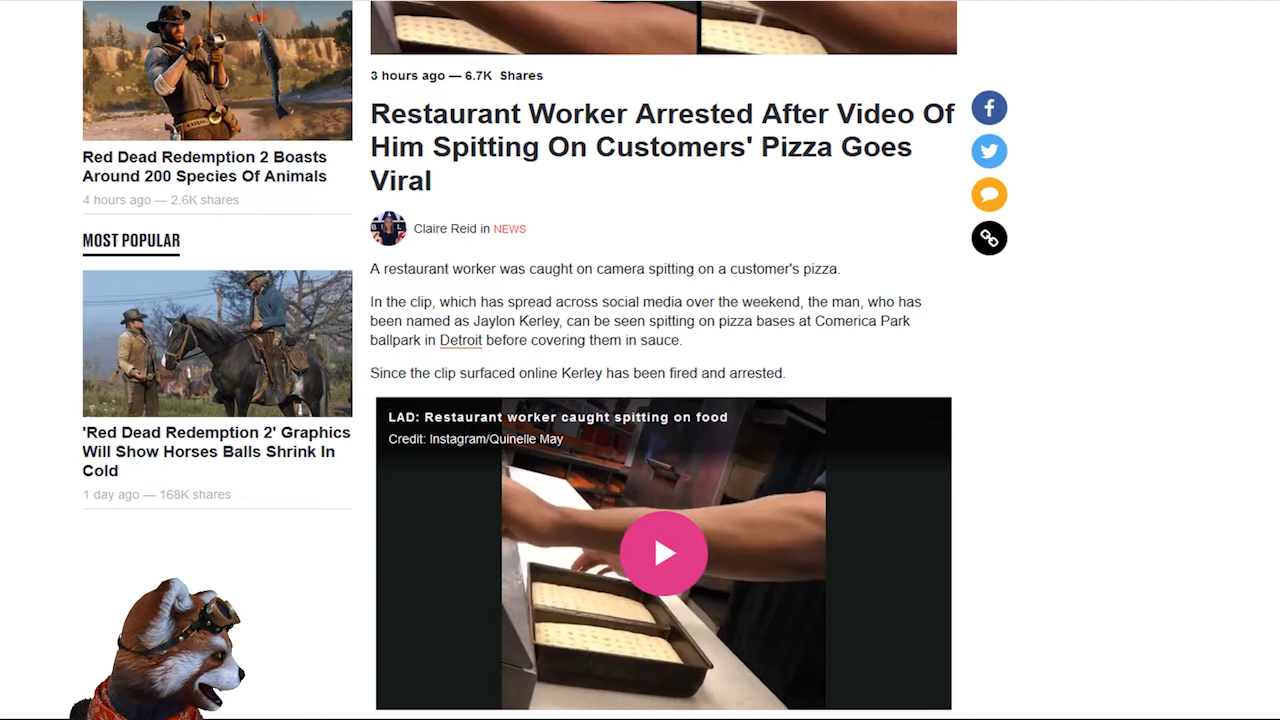 Red Dead Redemption 2 Boasts
Around 200 Species Of Animals
4 hours ago — 2.6K shares
MOST POPULAR
'Red Dead Redemption 2' Graphics
Will Show Horses Balls Shrink In
Cold
1 day ago — 168K shares
3 hours ago — 6.7K Shares
Restaurant Worker Arrested After Video Of
Him Spitting On Customers' Pizza Goes
Viral
Claire Reid in NEWS
A restaurant worker was caught on camera spitting on a customer's pizza.
In the clip, which has spread across social media over the weekend, the man, who has
been named as Jaylon Kerley, can be seen spitting on pizza bases at Comerica Park
ballpark in Detroit before covering them in sauce.
Since the clip surfaced online Kerley has been fired and arrested.
LAD: Restaurant worker caught spitting on food
Credit: Instagram/Quinelle May